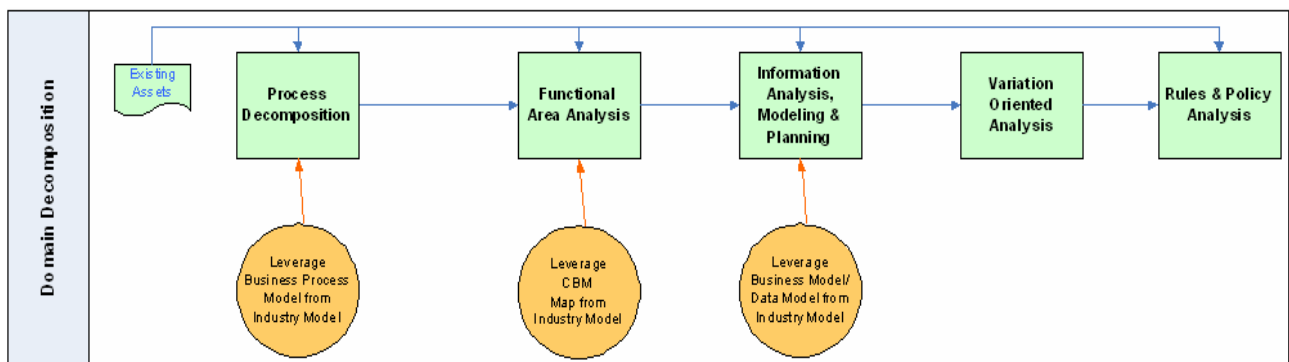 Domain Decomposition
Existing
Assets
Process
Decomposition
Functional
Area Analysis
Information
Analysis,
Modeling &
Planning
Variation
Oriented
Analysis
Rules & Policy
Analysis
Leverage
Business Process
Model from
Industry Model
Leverage
CBM
Map from
Industry Model
Leverage
Business Model/
Data Model from
Industry Model